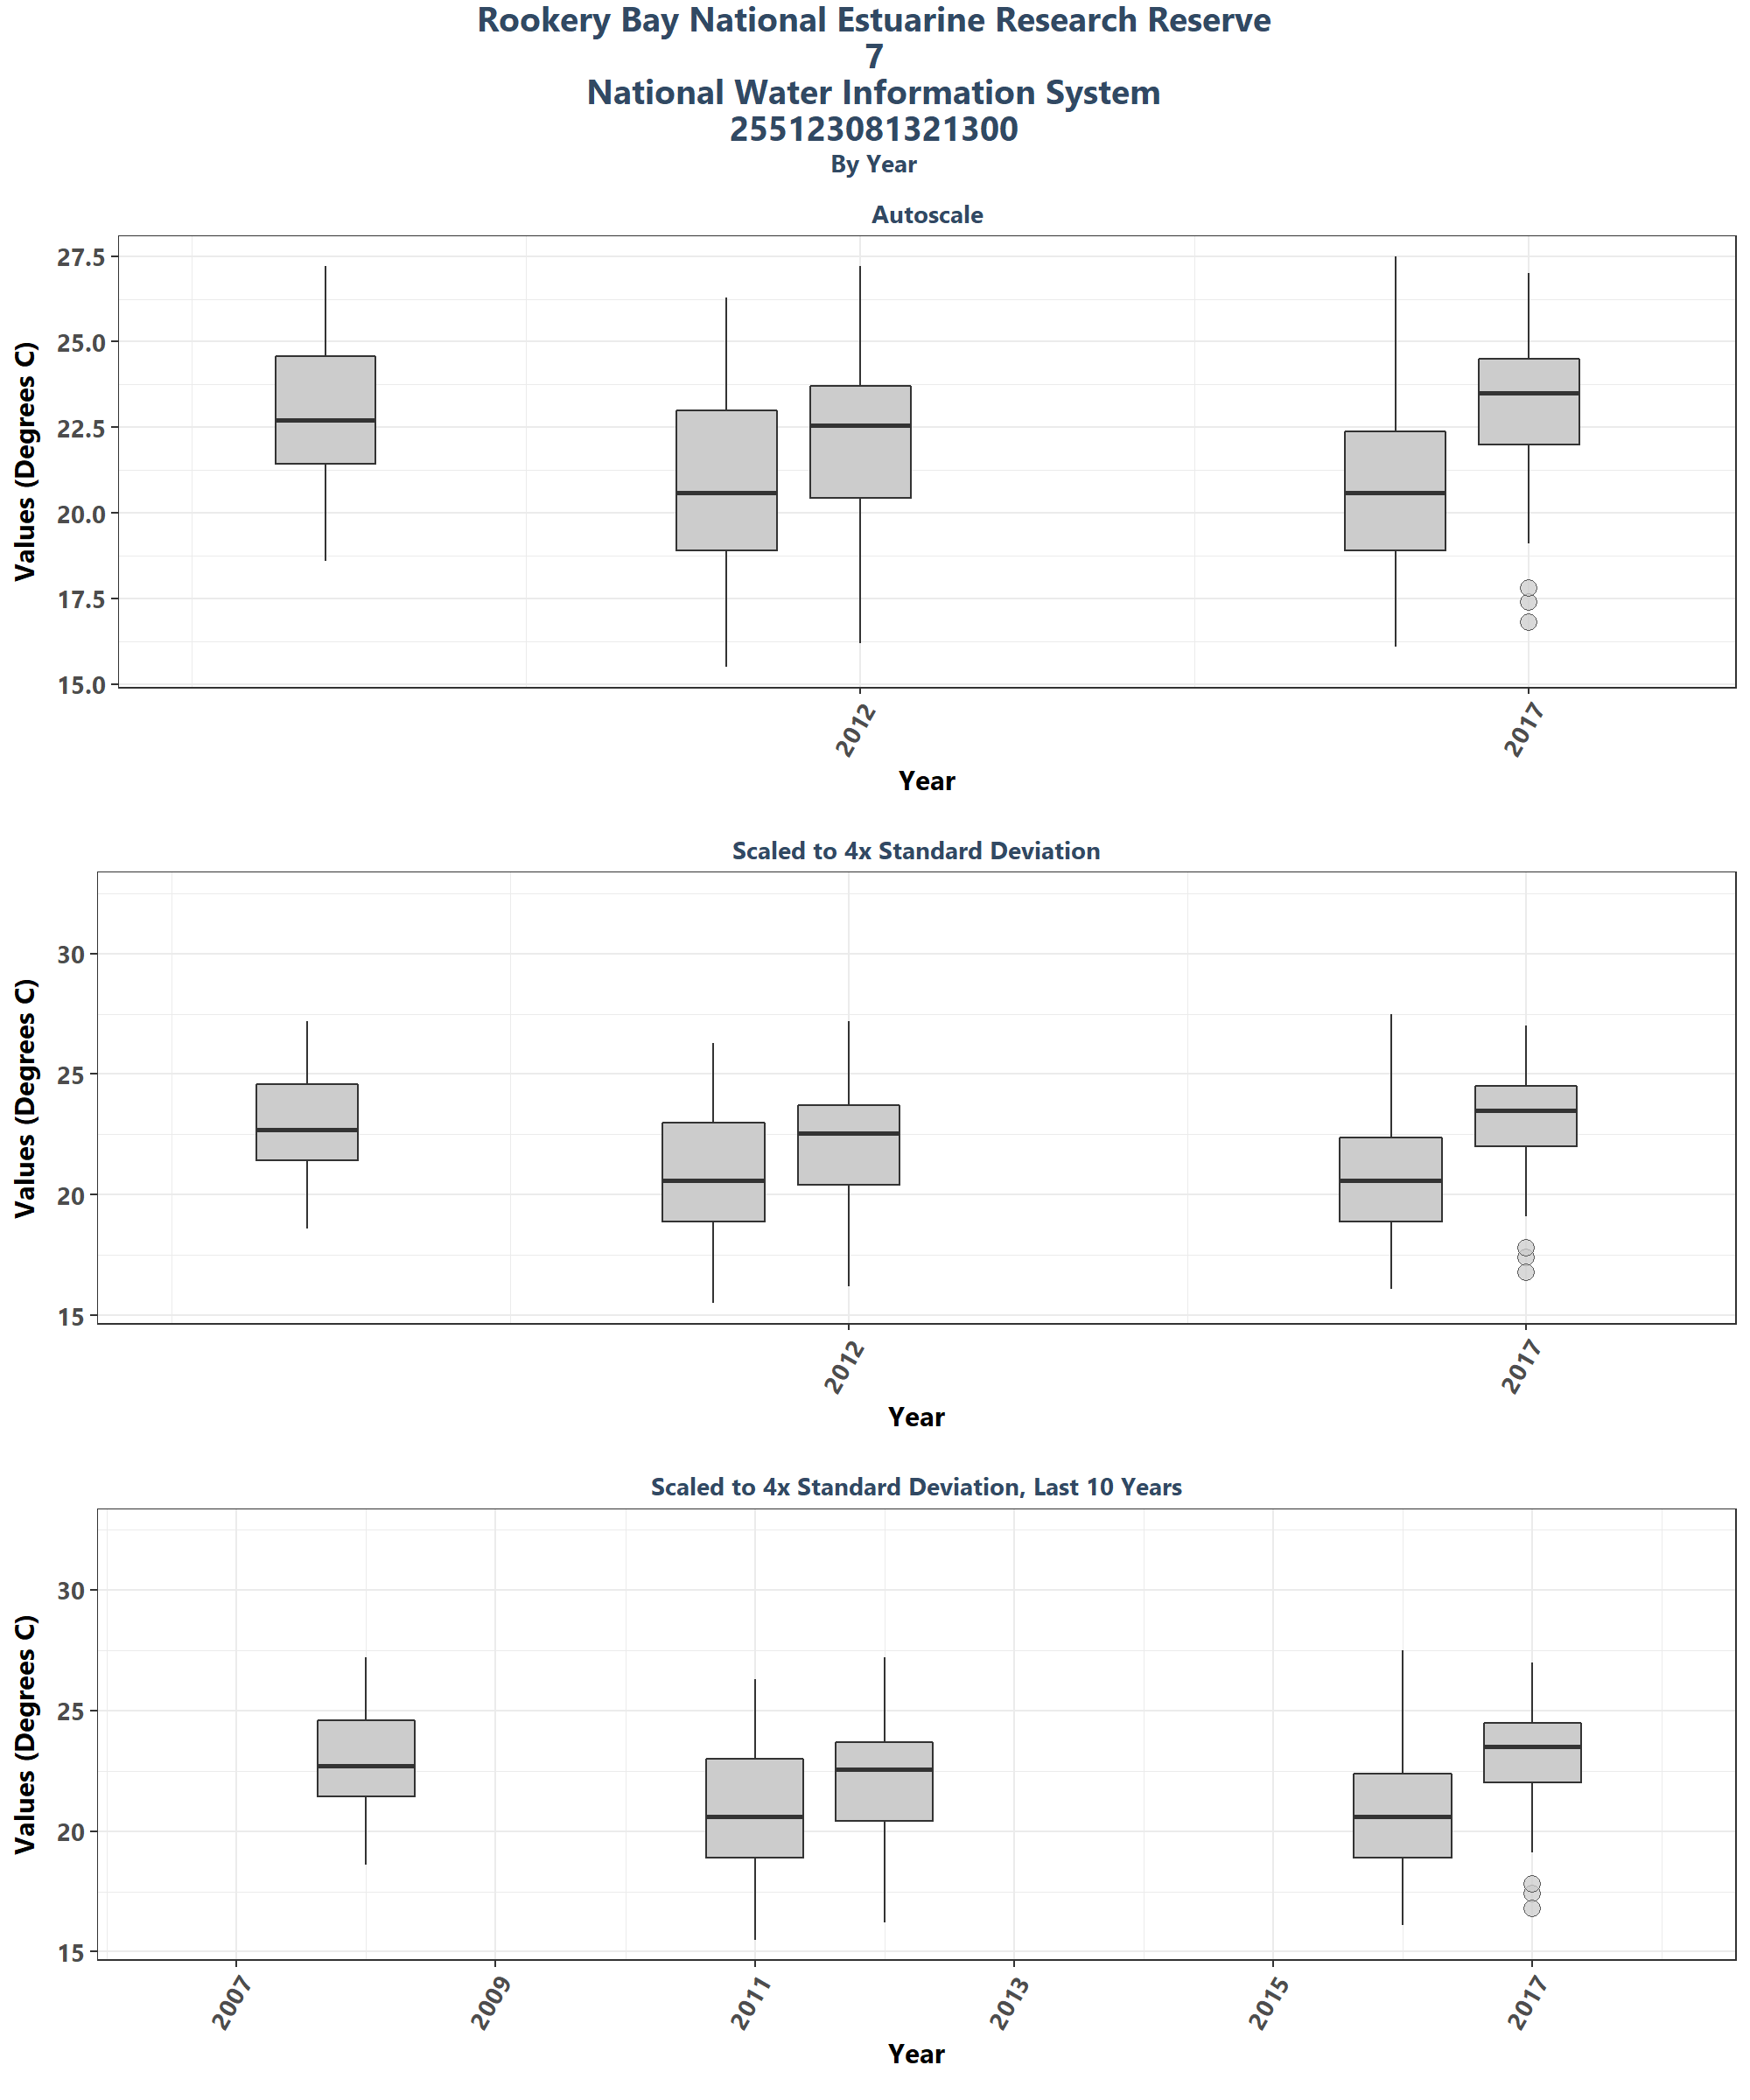 Rookery Bay National Estuarine Research Reserve
7
National Water Information System
255123081321300
By Year
Autoscale
Values (Degrees C)
27.5
25.0
22.5
20.0
17.5
15.0
2012
2017
Year
Scaled to 4x Standard Deviation
Values (Degrees C)
30
25
20
15
2012
2017
Year
Scaled to 4x Standard Deviation, Last 10 Years
Values (Degrees C)
30
25
20
15
2007
2009
2011
2013
2015
2017
Year